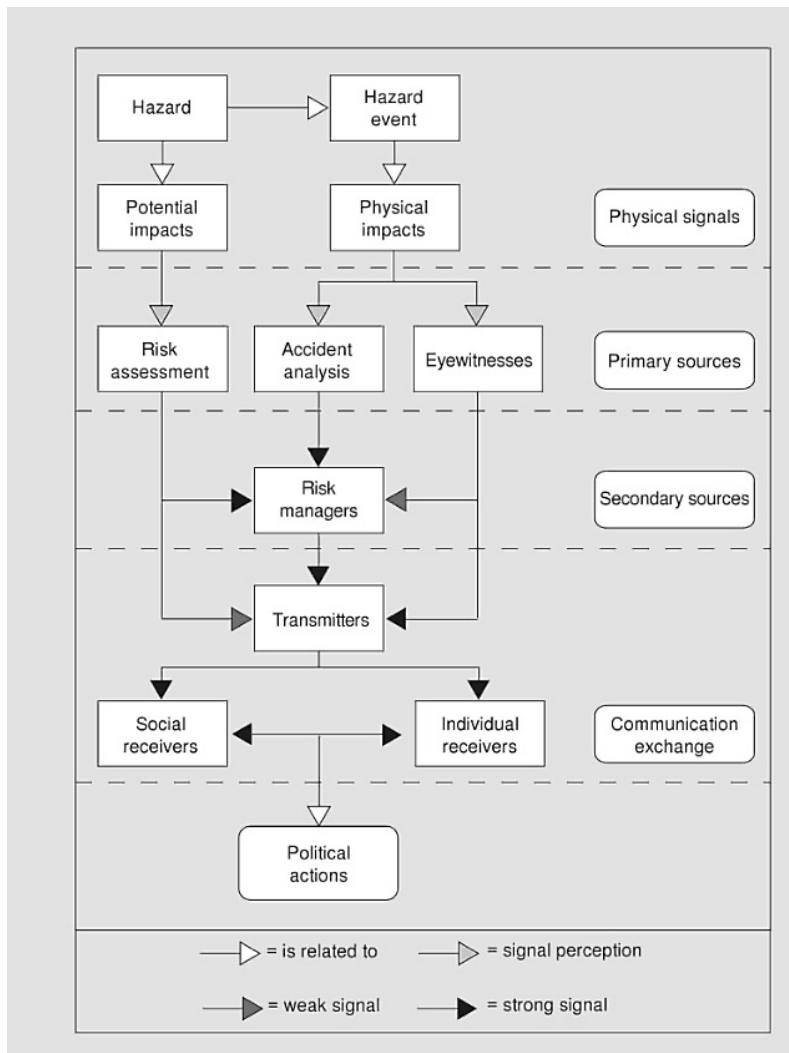 Hazard
Hazard
event
Potential
impacts
Physical
impacts
Physical signals
Risk
assessment
Accident
analysis
Eyewitnesses
Primary sources
Risk
managers
Secondary sources
Transmitters
Social
receivers
Individual
receivers
Communication
exchange
Political
actions
= is related to
= signal perception
= weak signal
= strong signal